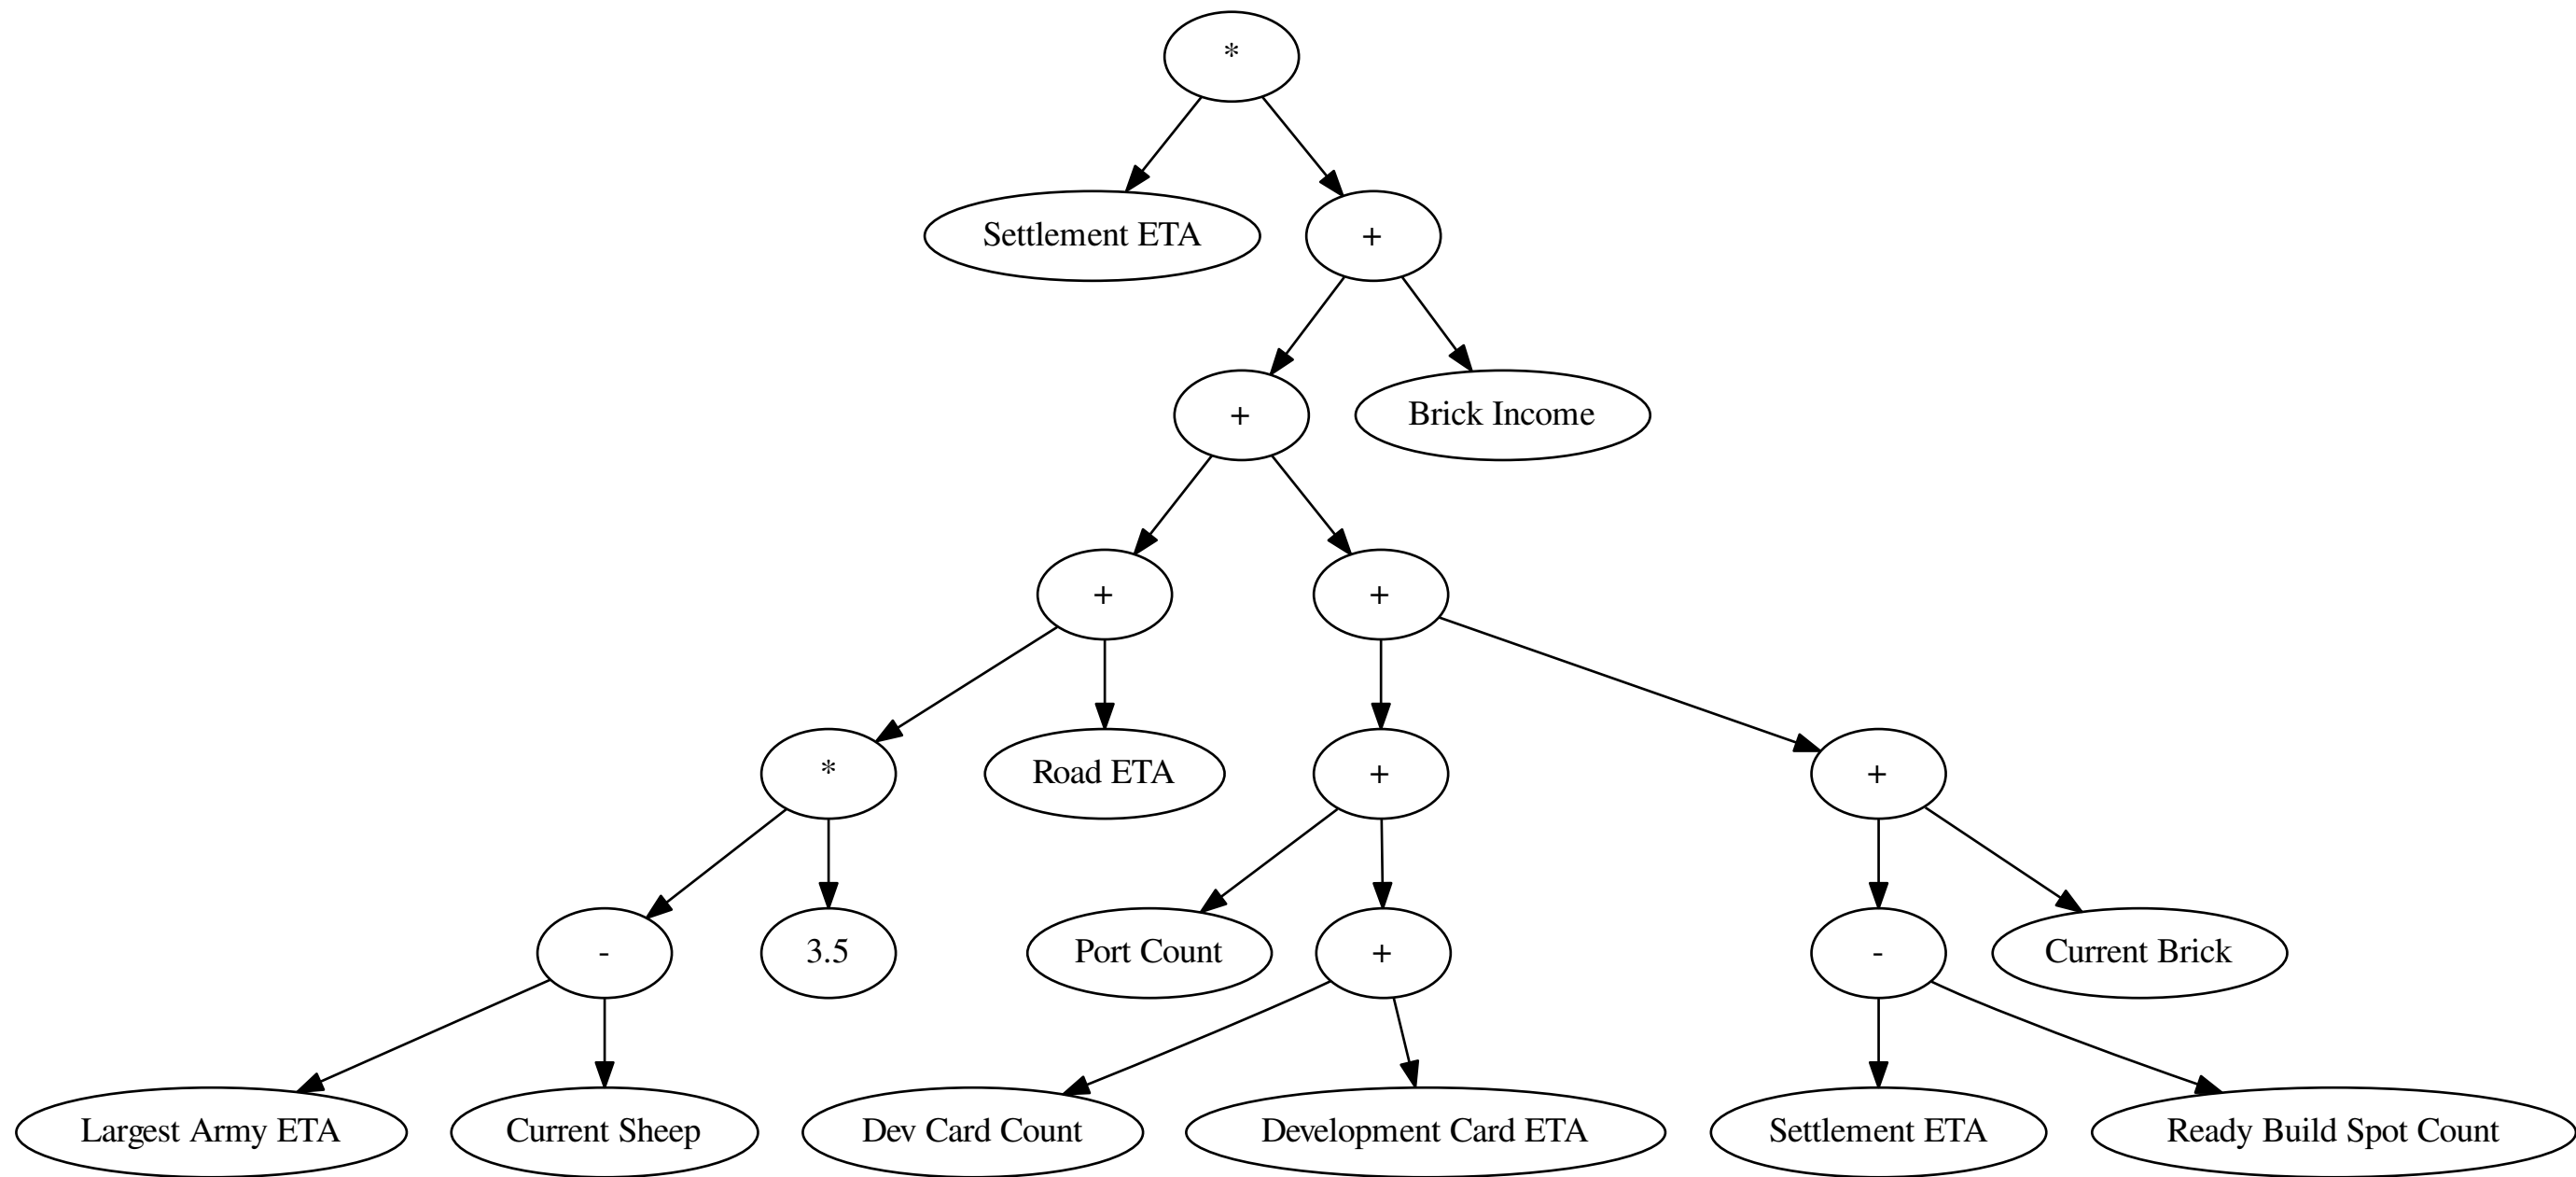 *
Settlement ETA
+
+
Brick Income
+
+
*
Road ETA
+
+
-
3.5
Port Count
+
-
Current Brick
Largest Army ETA
Current Sheep
Dev Card Count
Development Card ETA
Settlement ETA
Ready Build Spot Count